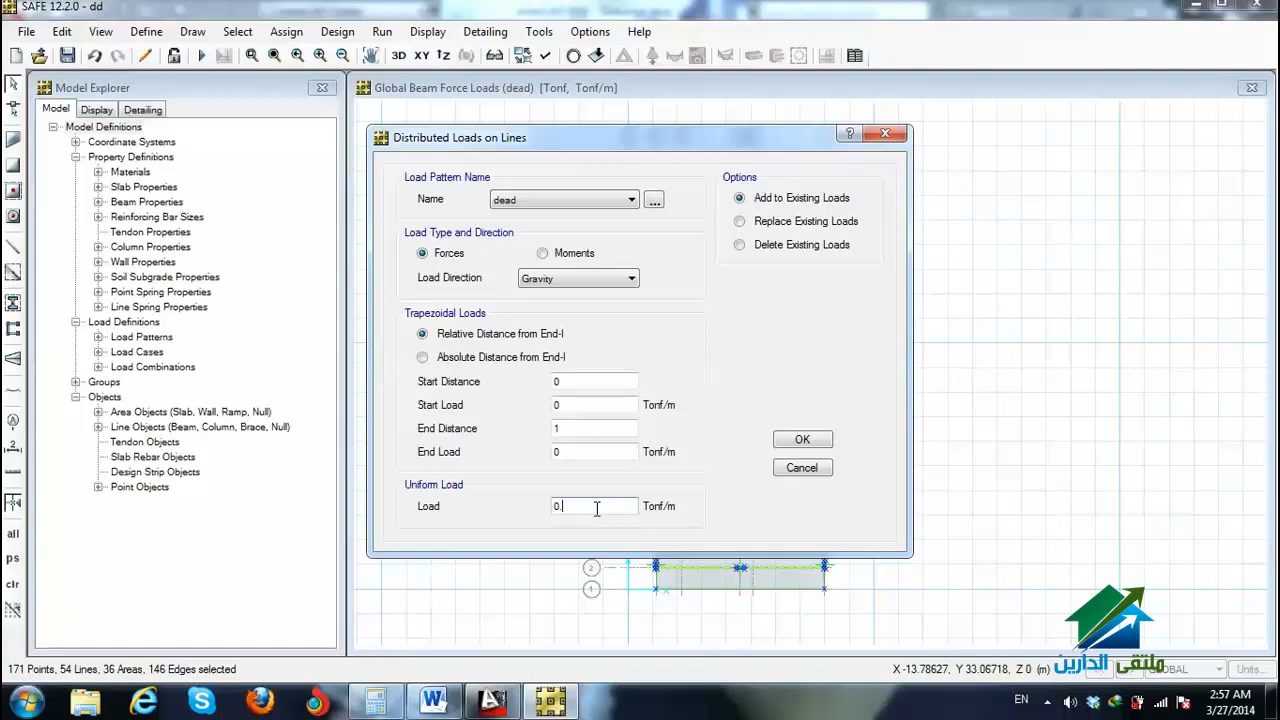 SAFE 12.2.0 - dd
File Edit View Define Draw Select Assign Design Run Display Detailing Tools Options Help
3D XY
Model Explorer
Model Display Detailing
Model Definitions
Coordinate Systems
Property Definitions
Materials
Slab Properties
Beam Properties
Reinforcing Bar Sizes
Tendon Properties
Column Properties
Wall Properties
Soil Subgrade Properties
Point Spring Properties
Line Spring Properties
Load Definitions
Load Patterns
Load Cases
Load Combinations
Groups
Objects
Area Objects (Slab, Wall, Ramp, Null)
Line Objects (Beam, Column, Brace, Null)
Tendon Objects
Slab Rebar Objects
Design Strip Objects
Point Objects
all
ps
clr
Global Beam Force Loads (dead) [Tonf, Tonf/m]
Distributed Loads on Lines
Load Pattern Name
Name dead ...
Load Type and Direction
Forces Moments
Load Direction Gravity
Trapezoidal Loads
Relative Distance from End-I
Absolute Distance from End-I
Start Distance 0
Start Load 0 Tonf/m
End Distance 1
End Load 0 Tonf/m
Uniform Load
Load 0. Tonf/m
Options
Add to Existing Loads
Replace Existing Loads
Delete Existing Loads
OK
Cancel
2
1
ملتقى الدارين
171 Points, 54 Lines, 36 Areas, 146 Edges selected
X -13.78627, Y 33.06718, Z 0 (m) GLOBAL Units...
EN
2:57 AM
3/27/2014